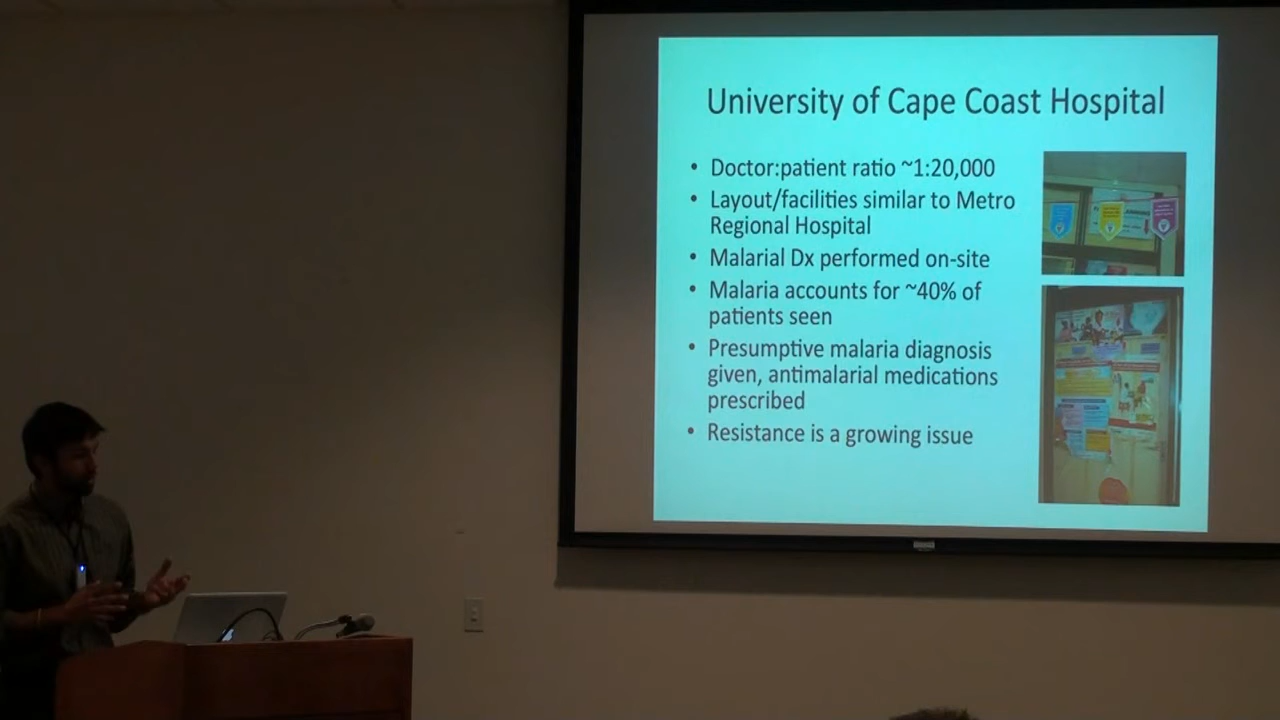 University of Cape Coast Hospital
• Doctor:patient ratio ~1:20,000
• Layout/facilities similar to Metro
Regional Hospital
• Malarial Dx performed on-site
• Malaria accounts for ~40% of
patients seen
• Presumptive malaria diagnosis
given, antimalarial medications
prescribed
• Resistance is a growing issue